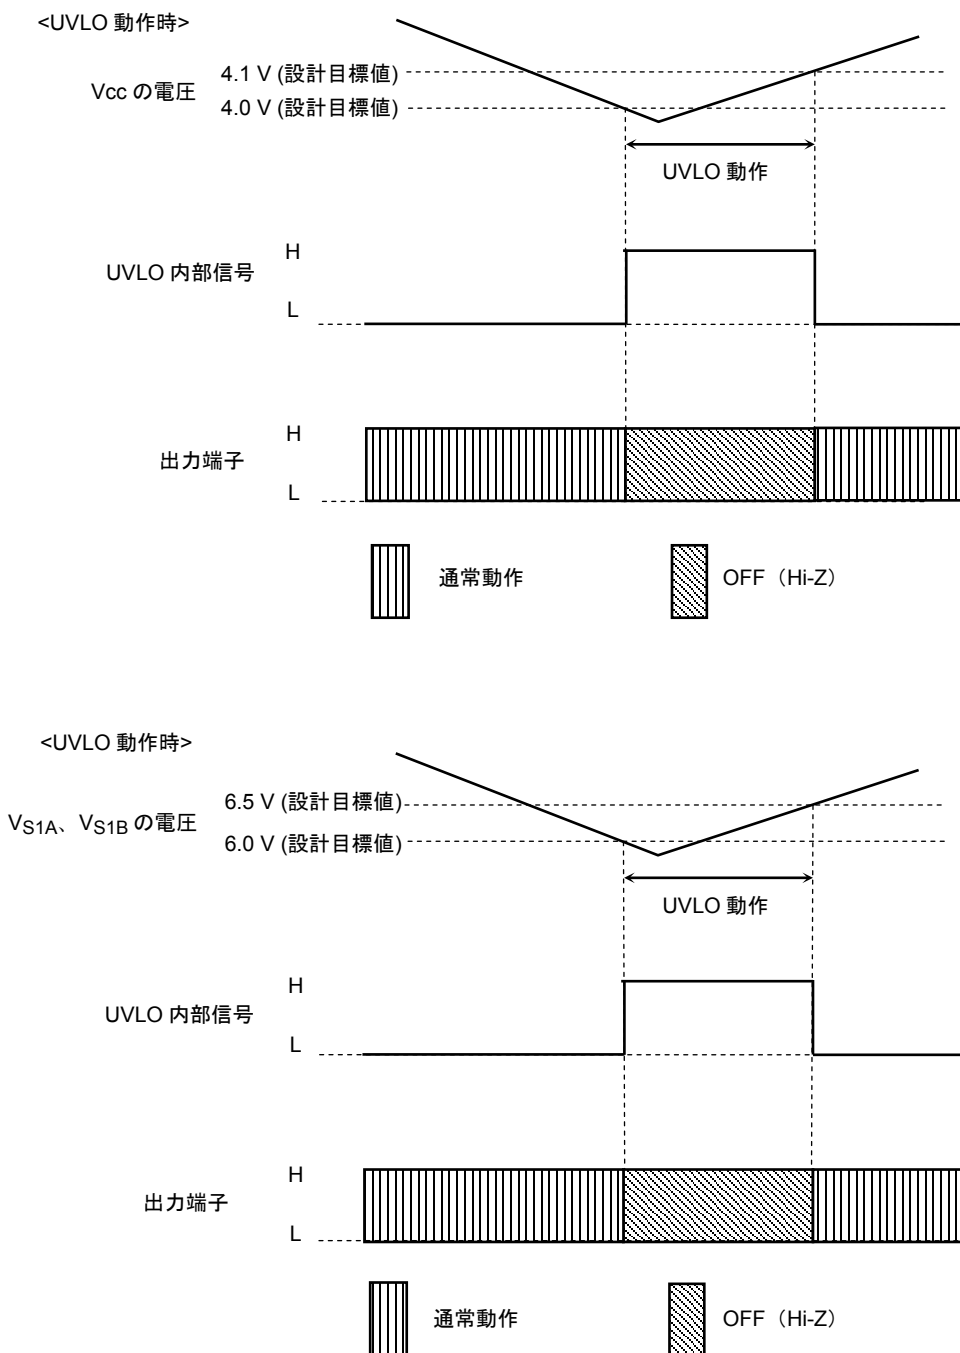 <UVLO 動作時>
4.1 V (設計目標値)
Vcc の電圧
4.0 V (設計目標値)
UVLO 動作
H
UVLO 内部信号
L
H
出力端子
L
通常動作
OFF（Hi-Z）
<UVLO 動作時>
6.5 V (設計目標値)
VS1A、VS1B の電圧
6.0 V (設計目標値)
UVLO 動作
H
UVLO 内部信号
L
H
出力端子
L
通常動作
OFF（Hi-Z）